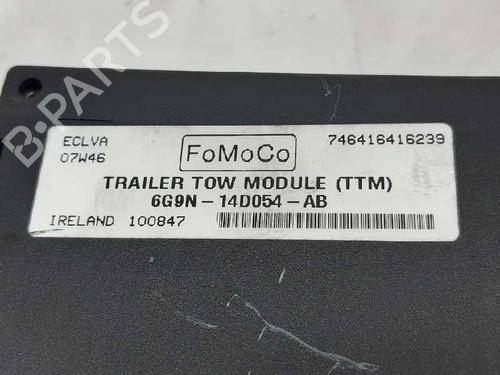 B-PARTS
ECLVA
07W46
FoMoCo
746416416239
TRAILER TOW MODULE (TTM)
6G9N-14D054-AB
IRELAND 100847